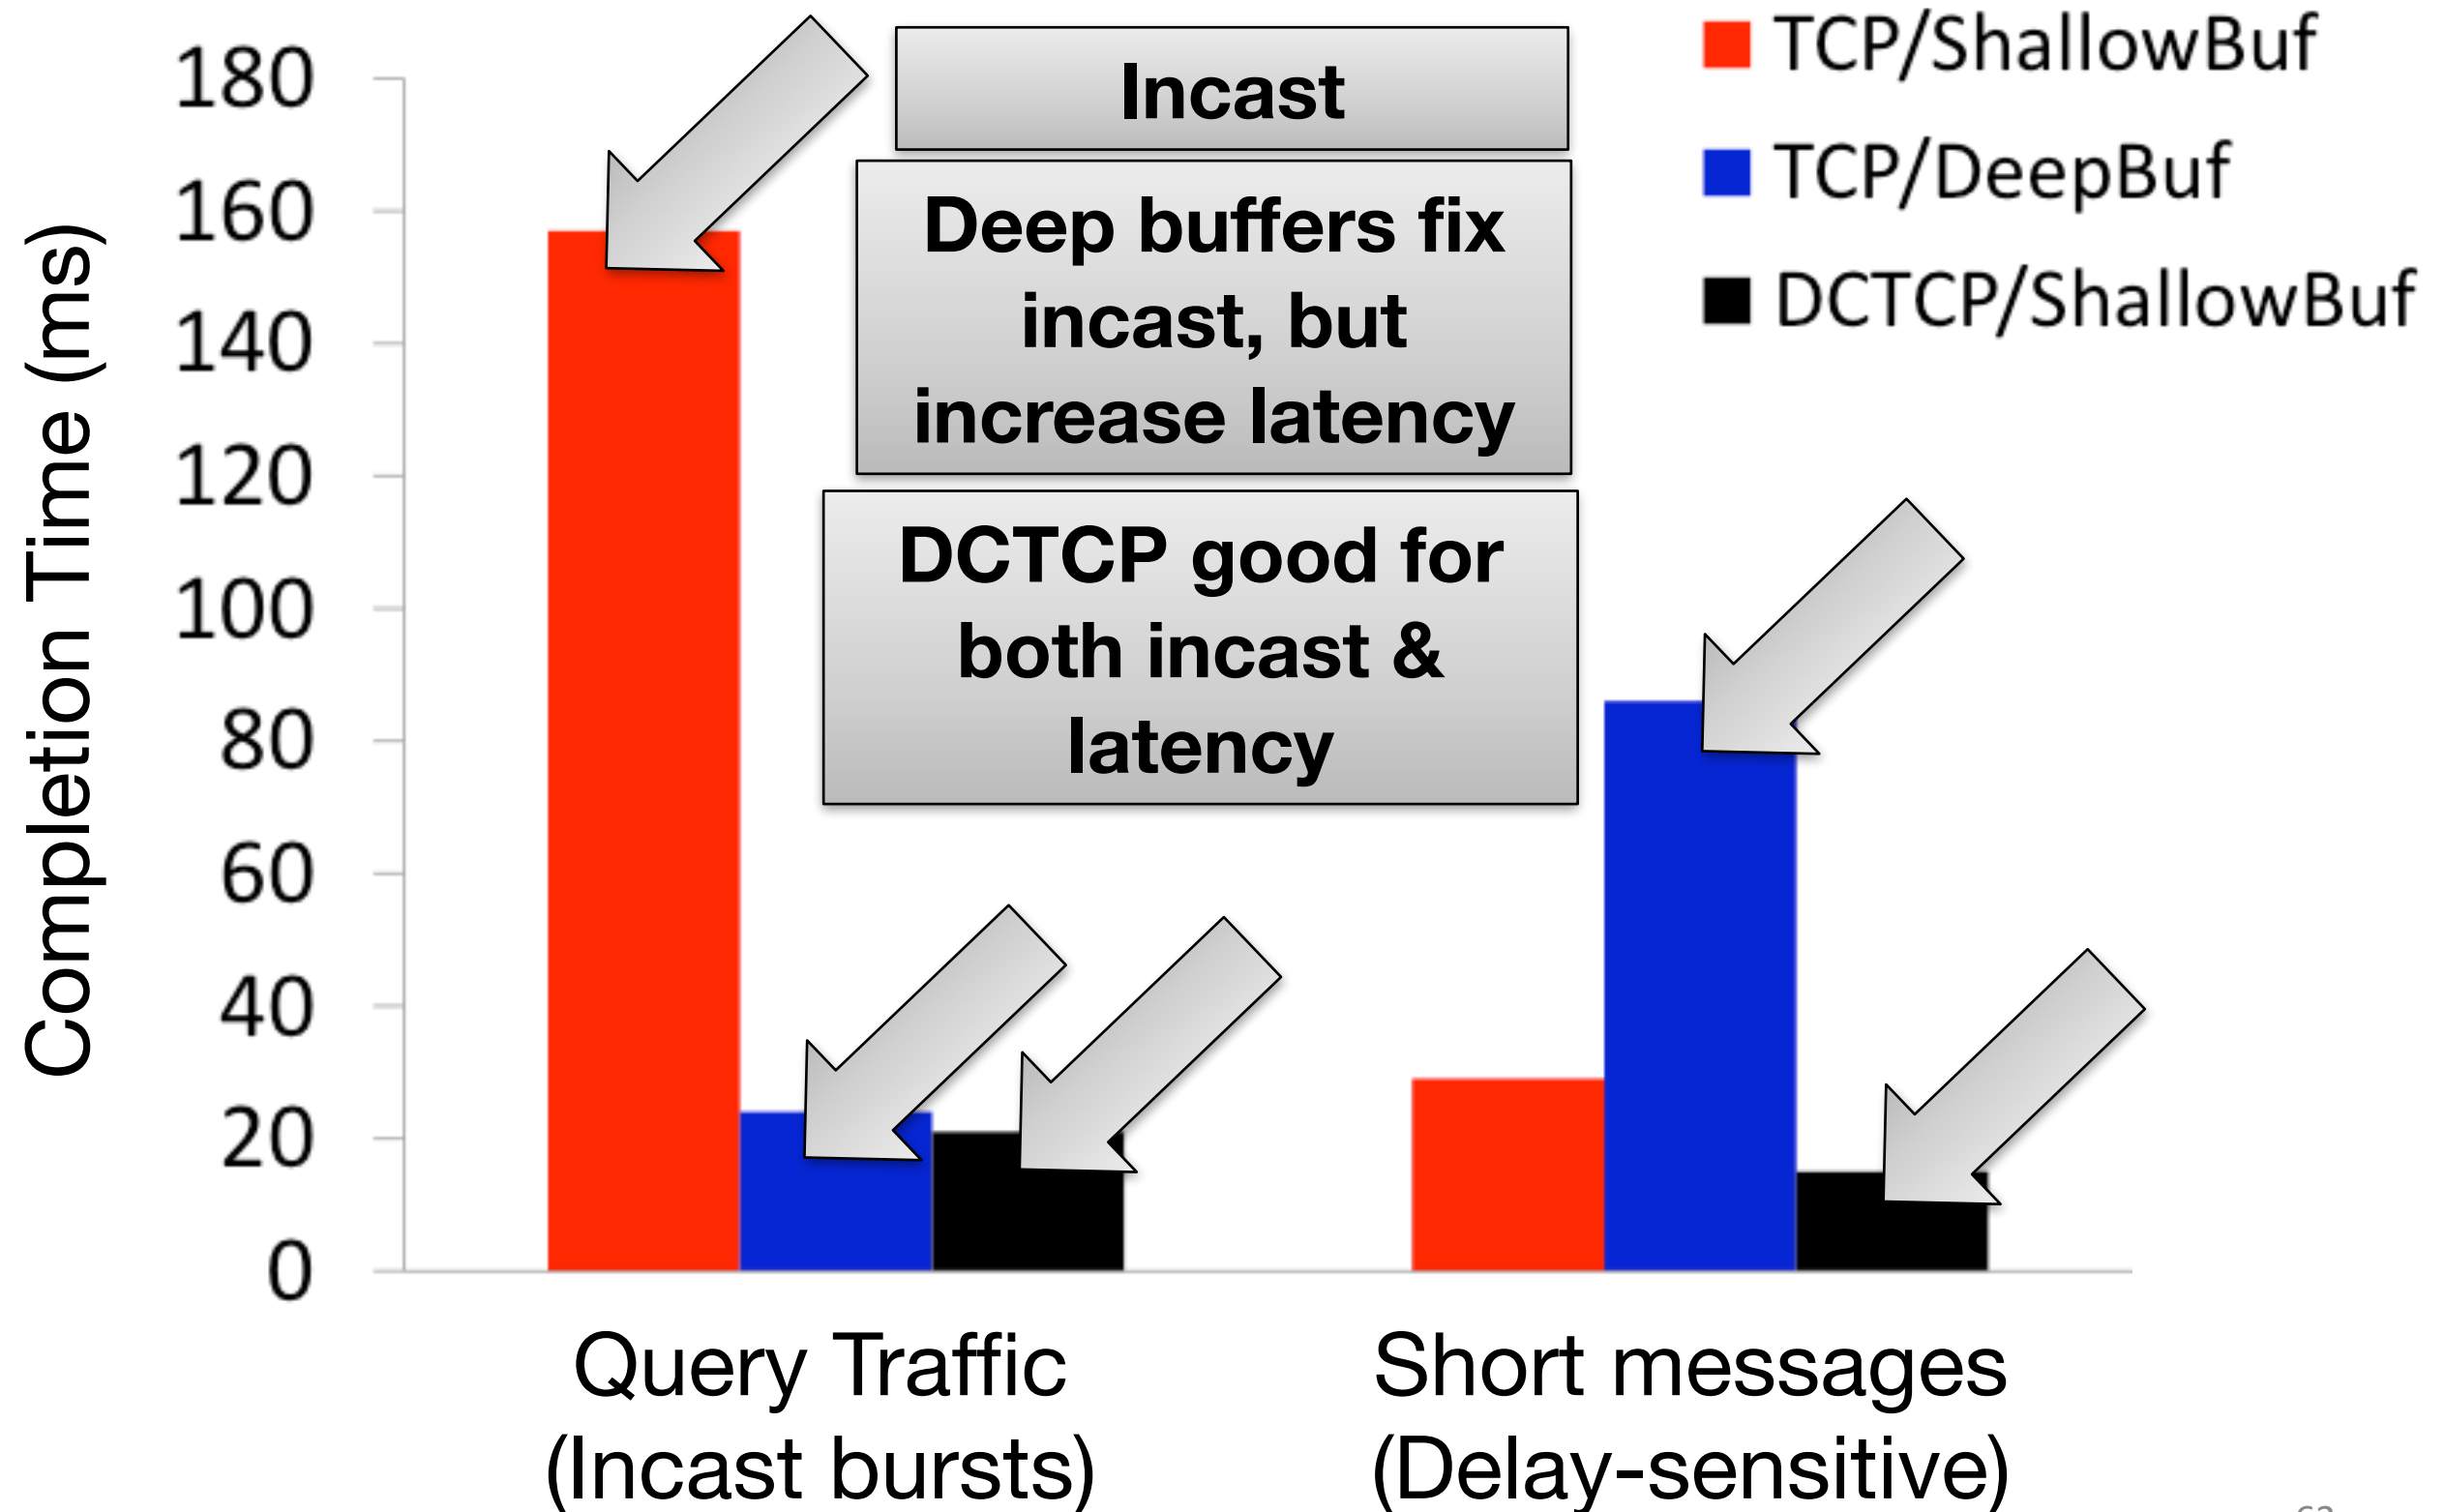 Completion Time (ms)
180
160
140
120
100
80
60
40
20
0
Incast
Deep buffers fix
incast, but
increase latency
DCTCP good for
both incast &
latency
TCP/ShallowBuf
TCP/DeepBuf
DCTCP/ShallowBuf
Query Traffic
(Incast bursts)
Short messages
(Delay-sensitive)